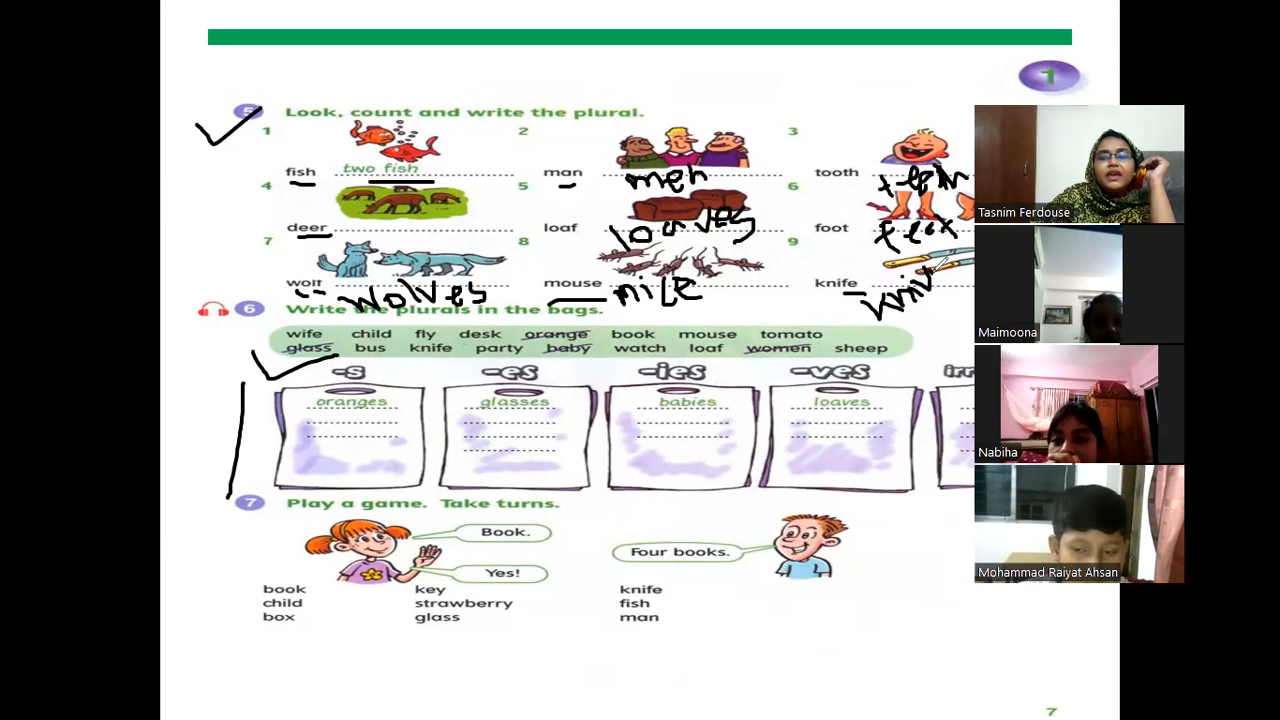 1
5 Look, count and write the plural.
1 2 3
fish two fish man men tooth
4 5 6
deer loaf loaves foot feet
7 8 9
wolf wolves mouse mice knife
6 Write the plurals in the bags.
wife child fly desk orange book mouse tomato
glass bus knife party baby watch loaf women sheep
-s -es -ies -ves irr
oranges glasses babies loaves
7 Play a game. Take turns.
Book.
Four books.
Yes!
book key knife
child strawberry fish
box glass man
7
Tasnim Ferdouse
Maimoona
Nabiha
Mohammad Raiyat Ahsan